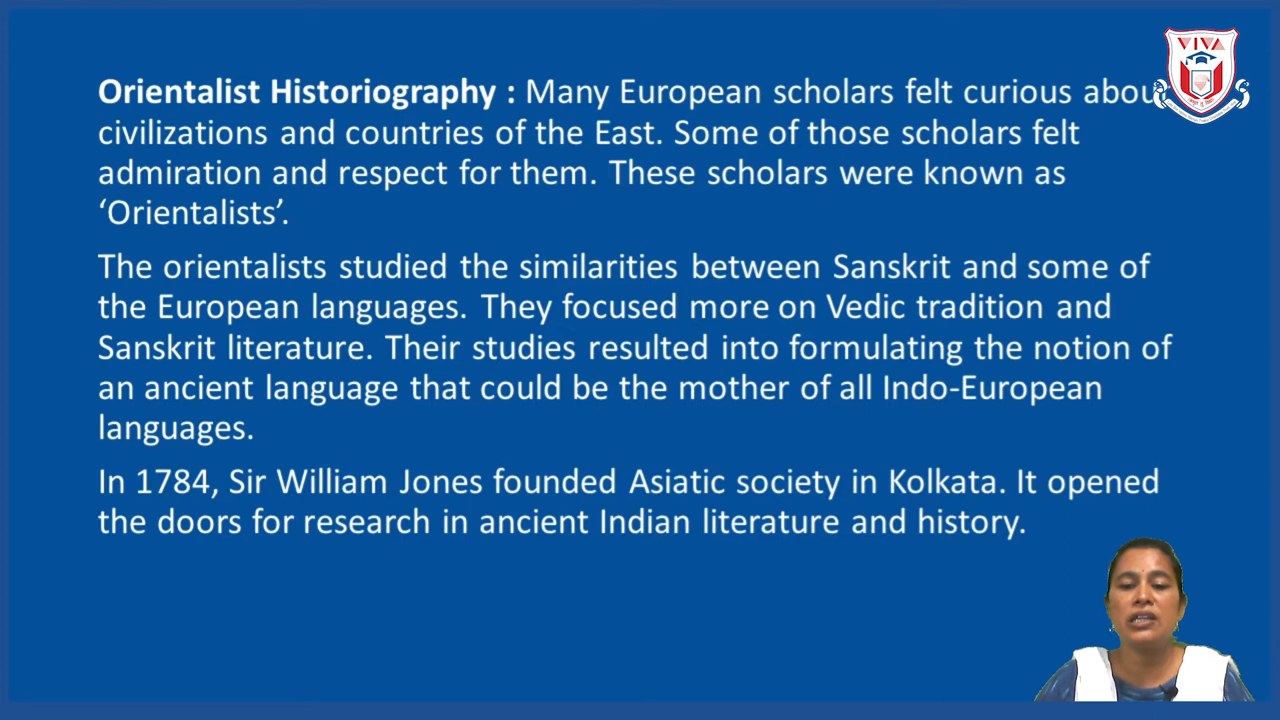 VIVA
Orientalist Historiography : Many European scholars felt curious abou
civilizations and countries of the East. Some of those scholars felt
admiration and respect for them. These scholars were known as
‘Orientalists’.
The orientalists studied the similarities between Sanskrit and some of
the European languages. They focused more on Vedic tradition and
Sanskrit literature. Their studies resulted into formulating the notion of
an ancient language that could be the mother of all Indo-European
languages.
In 1784, Sir William Jones founded Asiatic society in Kolkata. It opened
the doors for research in ancient Indian literature and history.